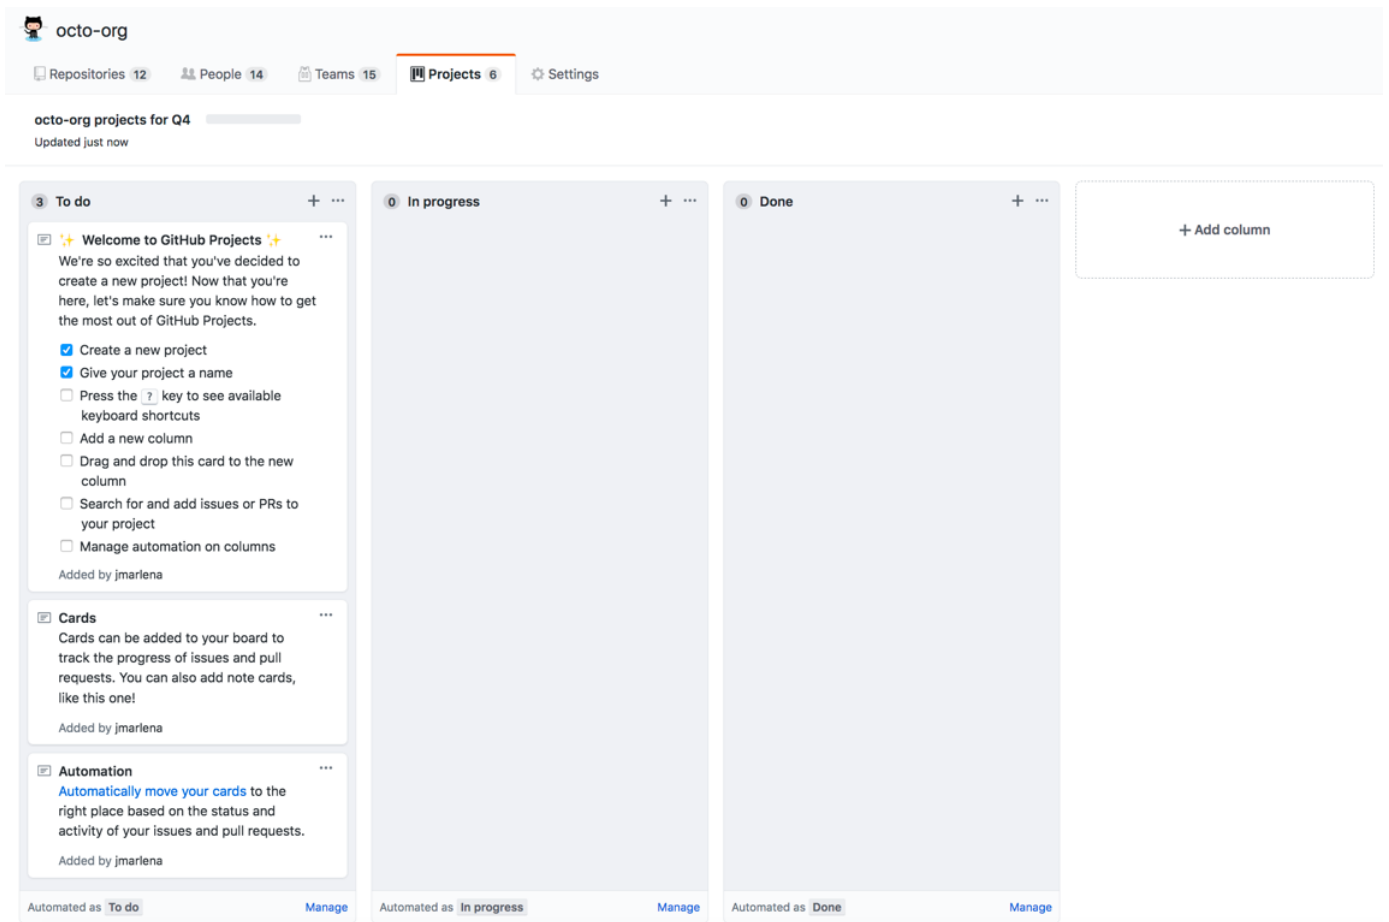 octo-org
Repositories 12 People 14 Teams 15 Projects 6 Settings
octo-org projects for Q4
Updated just now
3 To do + ...
✨ Welcome to GitHub Projects ✨ ...
We're so excited that you've decided to
create a new project! Now that you're
here, let's make sure you know how to get
the most out of GitHub Projects.
Create a new project
Give your project a name
Press the ? key to see available
keyboard shortcuts
Add a new column
Drag and drop this card to the new
column
Search for and add issues or PRs to
your project
Manage automation on columns
Added by jmarlena
Cards ...
Cards can be added to your board to
track the progress of issues and pull
requests. You can also add note cards,
like this one!
Added by jmarlena
Automation ...
Automatically move your cards to the
right place based on the status and
activity of your issues and pull requests.
Added by jmarlena
Automated as To do Manage
0 In progress + ...
Automated as In progress Manage
0 Done + ...
Automated as Done Manage
+ Add column